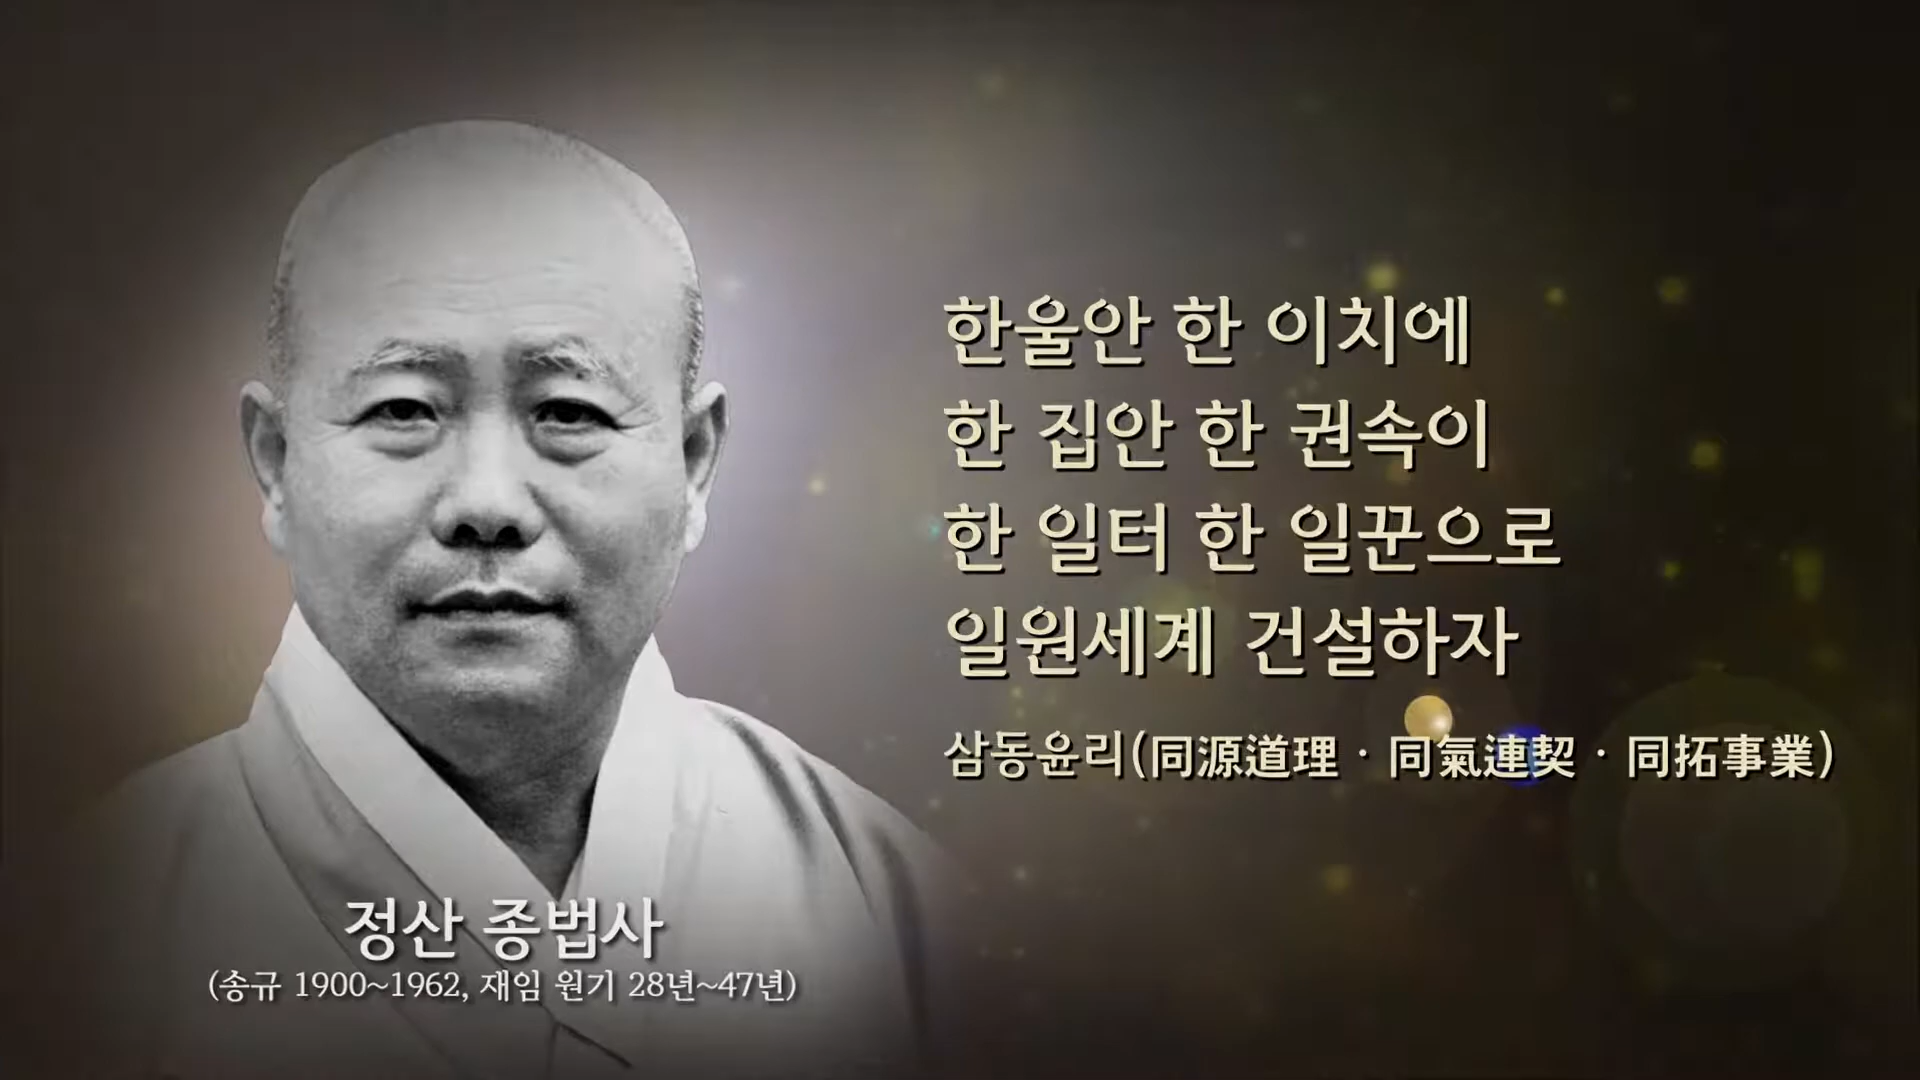 한울안 한 이치에
한 집안 한 권속이
한 일터 한 일꾼으로
일원세계 건설하자
삼동윤리(同源道理 · 同氣連契 · 同拓事業)
정산 종법사
(송규 1900~1962, 재임 원기 28년~47년)